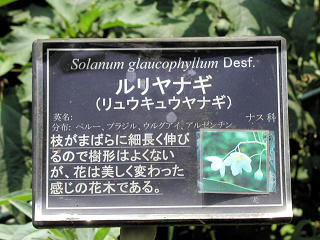 Solanum glaucophyllum Desf.
ルリヤナギ
(リュウキュウヤナギ)
英名: ナス科
分布: ペルー、ブラジル、ウルグアイ、アルゼンチン
枝がまばらに細長く伸び
るので樹形はよくない
が、花は美しく変わった
感じの花木である。